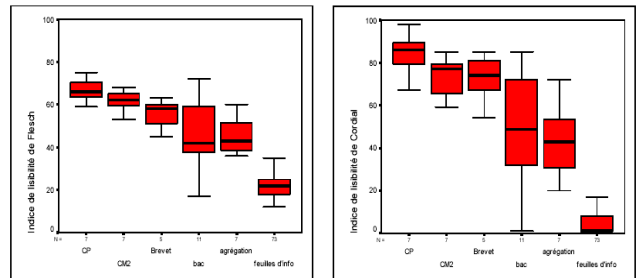 Indice de lisibilité de Flesch
100
80
60
40
20
0
N = 7 7 5 11 7 73
CP Brevet agrégation
CM2 bac feuilles d'info
Indice de lisibilité de Cordial
100
80
60
40
20
0
N = 7 7 5 11 7 73
CP Brevet agrégation
CM2 bac feuilles d'info